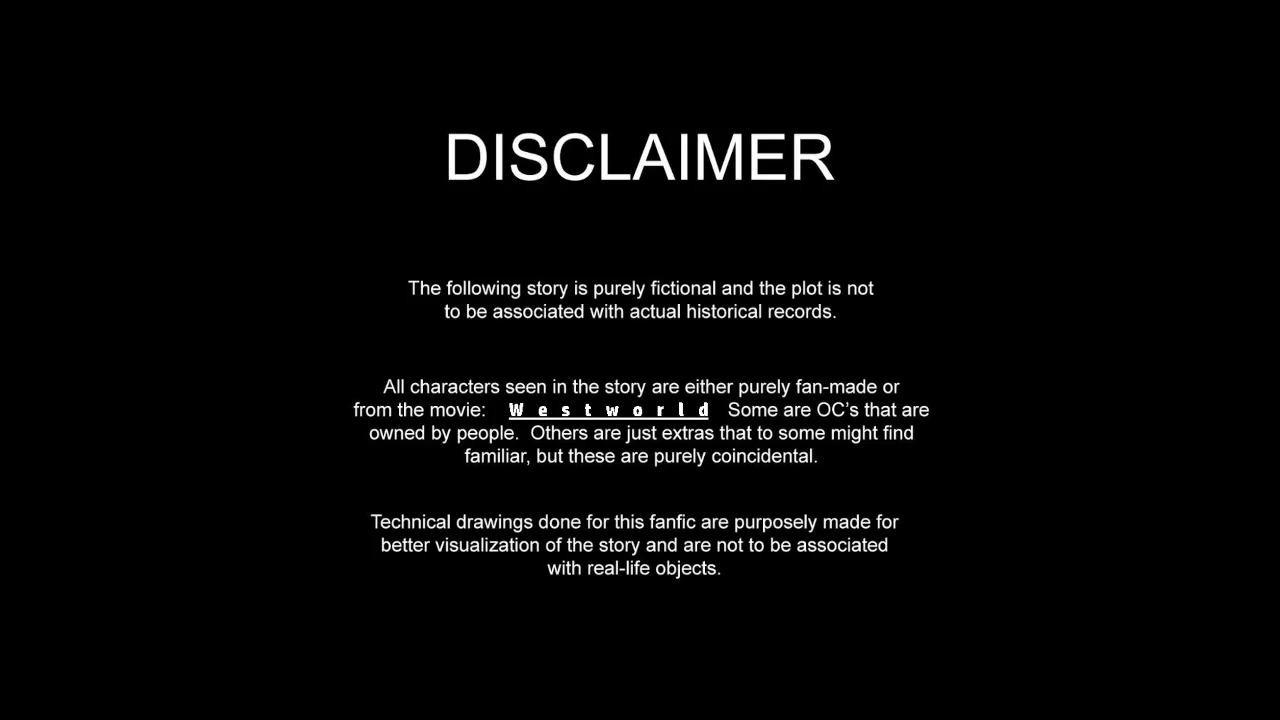 DISCLAIMER
The following story is purely fictional and the plot is not
to be associated with actual historical records.
All characters seen in the story are either purely fan-made or
from the movie: Westworld Some are OC's that are
owned by people. Others are just extras that to some might find
familiar, but these are purely coincidental.
Technical drawings done for this fanfic are purposely made for
better visualization of the story and are not to be associated
with real-life objects.